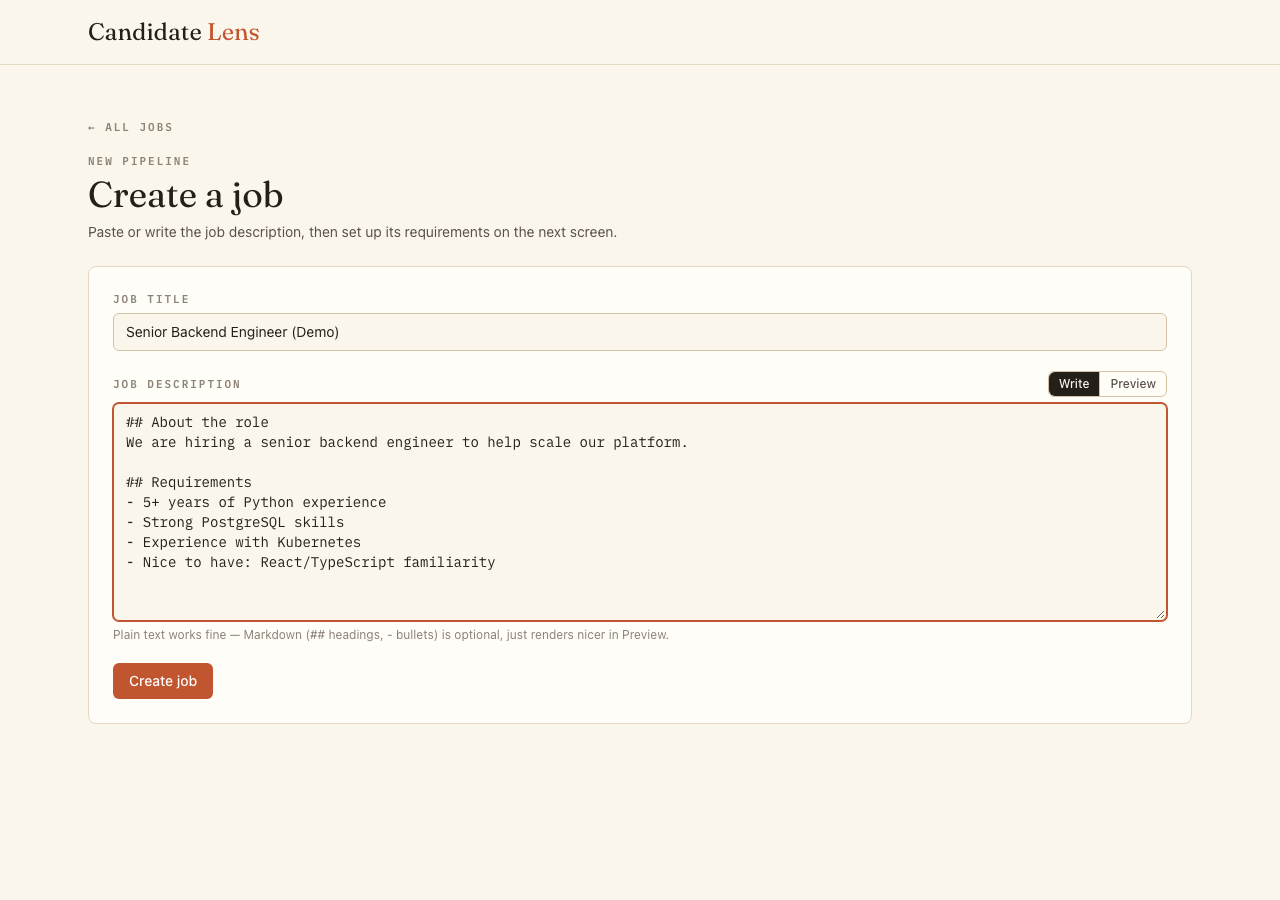 Candidate Lens
← ALL JOBS
NEW PIPELINE
Create a job
Paste or write the job description, then set up its requirements on the next screen.
JOB TITLE
Senior Backend Engineer (Demo)
JOB DESCRIPTION
Write Preview
## About the role
We are hiring a senior backend engineer to help scale our platform.
## Requirements
- 5+ years of Python experience
- Strong PostgreSQL skills
- Experience with Kubernetes
- Nice to have: React/TypeScript familiarity
Plain text works fine — Markdown (## headings, - bullets) is optional, just renders nicer in Preview.
Create job